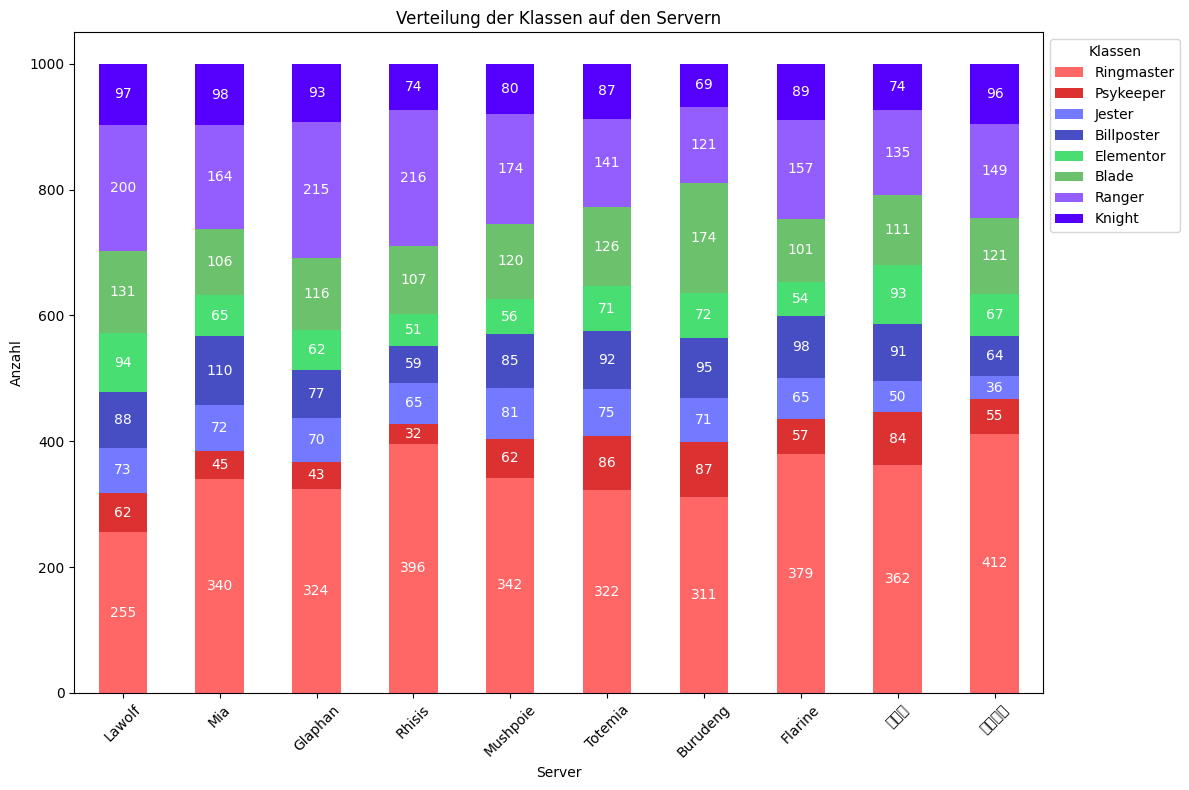 Verteilung der Klassen auf den Servern
Klassen
Ringmaster
Psykeeper
Jester
Billposter
Elementor
Blade
Ranger
Knight
Anzahl
1000
800
600
400
200
0
97 98 93 74 80 87 69 89 74 96
200 164 215 216 174 141 121 157 135 149
131 106 116 107 120 126 174 101 111 121
94 65 62 51 56 71 72 54 93 67
88 110 77 59 85 92 95 98 91 64
73 72 70 65 81 75 71 65 50 36
62 45 43 32 62 86 87 57 84 55
255 340 324 396 342 322 311 379 362 412
Lawolf Mia Glaphan Rhisis Mushpoie Totemia Burudeng Flarine
Server